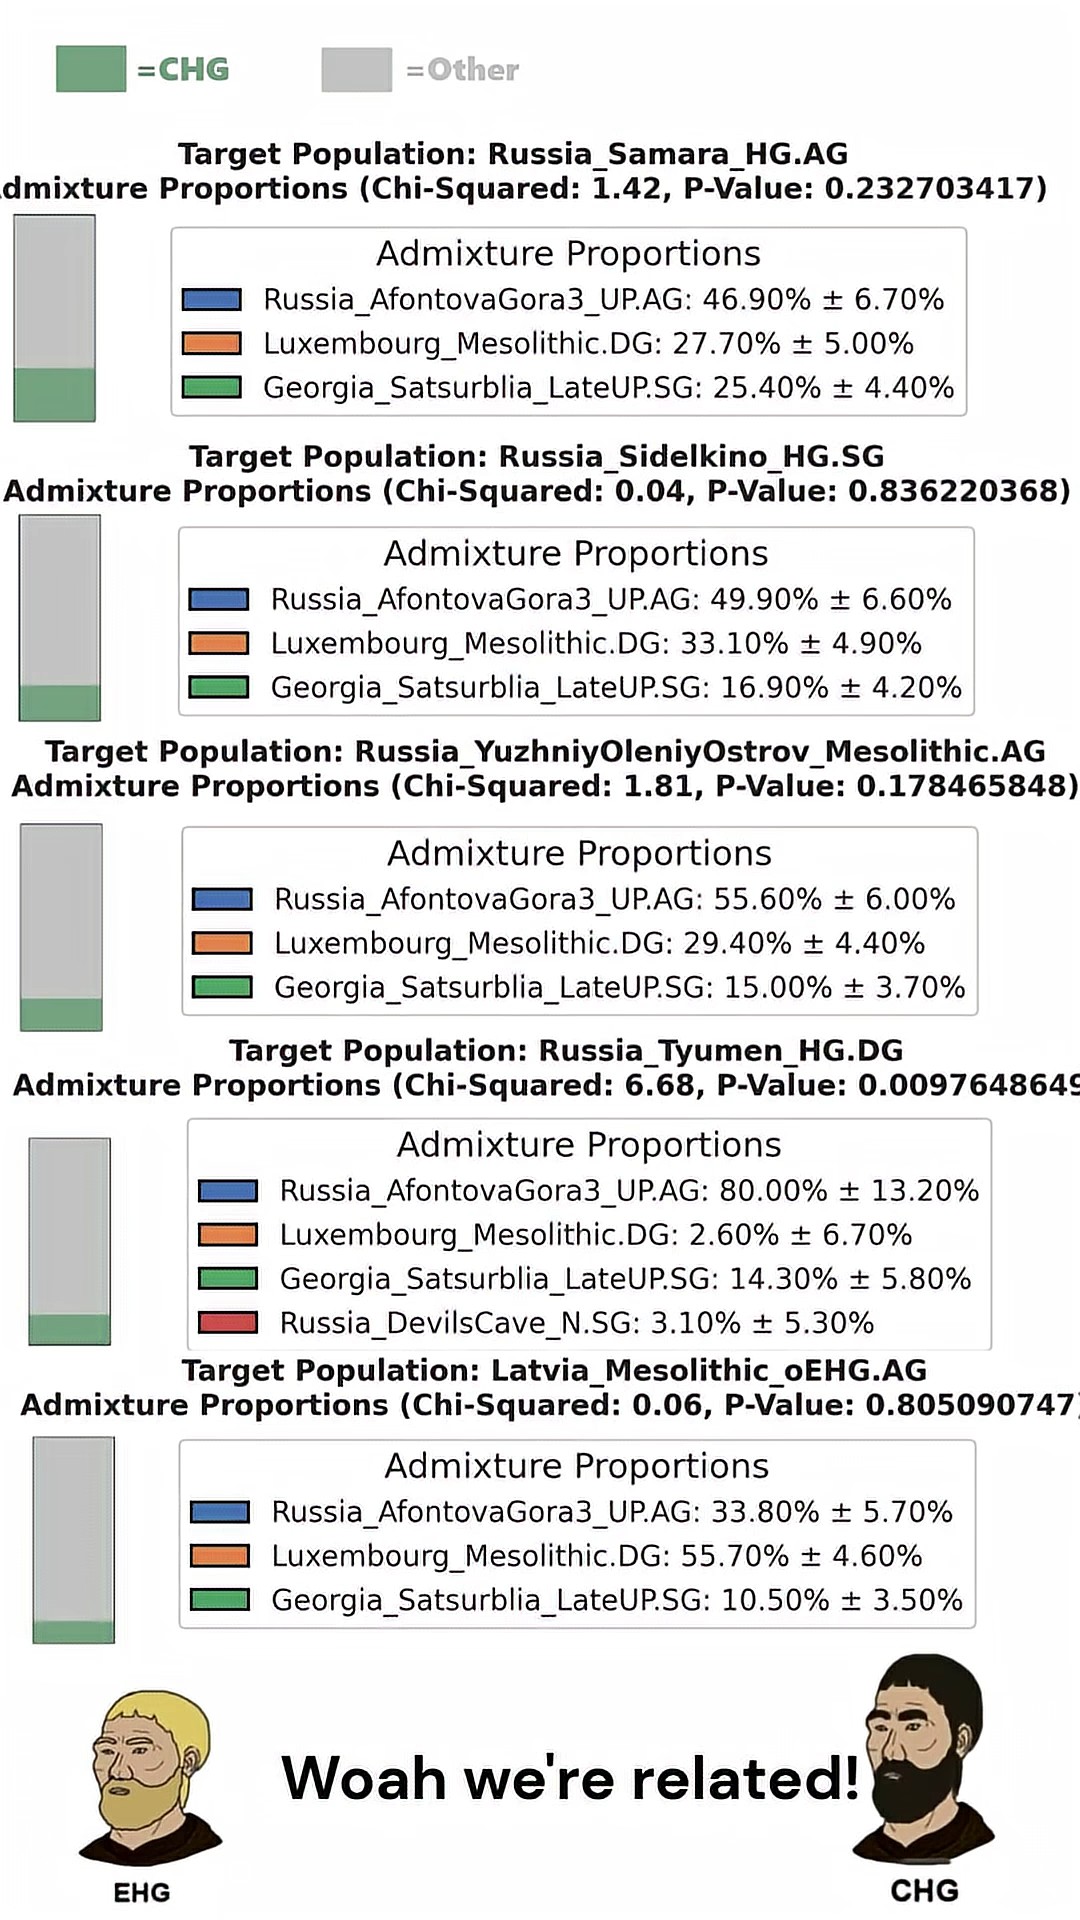 =CHG
=Other
Target Population: Russia_Samara_HG.AG
dmixture Proportions (Chi-Squared: 1.42, P-Value: 0.232703417)
Admixture Proportions
Russia_AfontovaGora3_UP.AG: 46.90% ± 6.70%
Luxembourg_Mesolithic.DG: 27.70% ± 5.00%
Georgia_Satsurblia_LateUP.SG: 25.40% ± 4.40%
Target Population: Russia_Sidelkino_HG.SG
Admixture Proportions (Chi-Squared: 0.04, P-Value: 0.836220368)
Admixture Proportions
Russia_AfontovaGora3_UP.AG: 49.90% ± 6.60%
Luxembourg_Mesolithic.DG: 33.10% ± 4.90%
Georgia_Satsurblia_LateUP.SG: 16.90% ± 4.20%
Target Population: Russia_YuzhniyOleniyOstrov_Mesolithic.AG
Admixture Proportions (Chi-Squared: 1.81, P-Value: 0.178465848)
Admixture Proportions
Russia_AfontovaGora3_UP.AG: 55.60% ± 6.00%
Luxembourg_Mesolithic.DG: 29.40% ± 4.40%
Georgia_Satsurblia_LateUP.SG: 15.00% ± 3.70%
Target Population: Russia_Tyumen_HG.DG
Admixture Proportions (Chi-Squared: 6.68, P-Value: 0.0097648649
Admixture Proportions
Russia_AfontovaGora3_UP.AG: 80.00% ± 13.20%
Luxembourg_Mesolithic.DG: 2.60% ± 6.70%
Georgia_Satsurblia_LateUP.SG: 14.30% ± 5.80%
Russia_DevilsCave_N.SG: 3.10% ± 5.30%
Target Population: Latvia_Mesolithic_oEHG.AG
Admixture Proportions (Chi-Squared: 0.06, P-Value: 0.805090747)
Admixture Proportions
Russia_AfontovaGora3_UP.AG: 33.80% ± 5.70%
Luxembourg_Mesolithic.DG: 55.70% ± 4.60%
Georgia_Satsurblia_LateUP.SG: 10.50% ± 3.50%
Woah we're related!
EHG
CHG